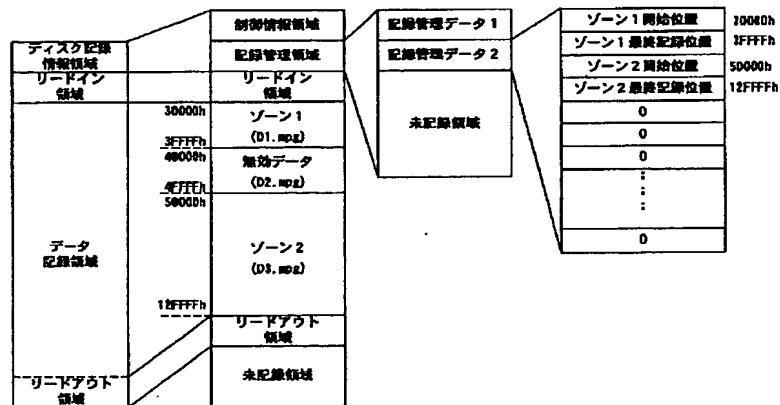 ディスク記録
情報領域
リードイン
領域
データ
記録領域
リードアウト
領域
制御情報領域
記録管理領域
リードイン
領域
30000h
ゾーン1
(D1.mpg)
3FFFFh
40000h
無効データ
(D2.mpg)
4FFFFh
50000h
ゾーン2
(D3.mpg)
12FFFFh
リードアウト
領域
未記録領域
記録管理データ1
記録管理データ2
未記録領域
ゾーン1開始位置
30000h
ゾーン1最終記録位置
3FFFFh
ゾーン2開始位置
50000h
ゾーン2最終記録位置
12FFFFh
0
0
0
0